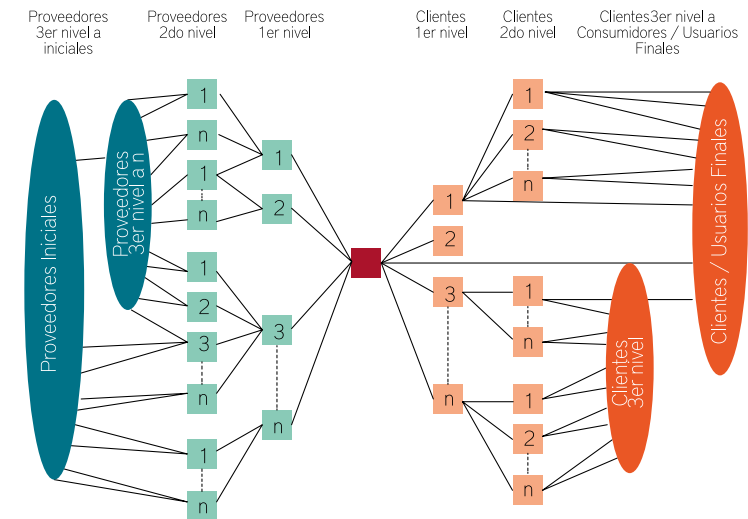 Proveedores
3er nivel a
iniciales
Proveedores
2do nivel
Proveedores
1er nivel
Clientes
1er nivel
Clientes
2do nivel
Clientes3er nivel a
Consumidores / Usuarios
Finales
Proveedores Iniciales
Proveedores
3er nivel a n
1
n
1
n
1
2
3
n
1
n
1
2
3
n
1
2
3
n
1
2
n
1
n
1
2
n
Clientes / Usuarios Finales
Clientes
3er nivel